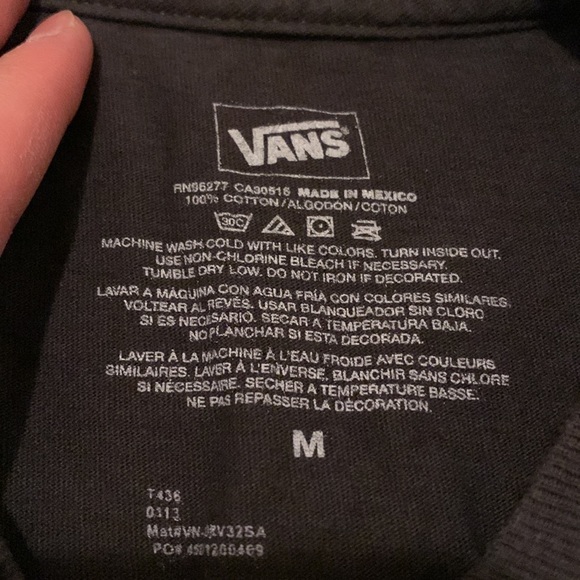 VANS
RN96277 CA30516 MADE IN MEXICO
100% COTTON/ALGODON/COTON
30C
MACHINE WASH COLD WITH LIKE COLORS. TURN INSIDE OUT.
USE NON-CHLORINE BLEACH IF NECESSARY.
TUMBLE DRY LOW. DO NOT IRON IF DECORATED.
LAVAR A MÁQUINA CON AGUA FRÍA CON COLORES SIMILARES.
VOLTEAR AL REVÉS. USAR BLANQUEADOR SIN CLORO
SI ES NECESARIO. SECAR A TEMPERATURA BAJA.
NO PLANCHAR SI ESTA DECORADA.
LAVER À LA MACHINE À L'EAU FROIDE AVEC COULEURS
SIMILAIRES. LAVER À L'ENVERSE, BLANCHIR SANS CHLORE
SI NÉCESSAIRE. SECHER A TEMPERATURE BASSE.
NE PAS REPASSER LA DÉCORATION.
M
T436
0313
PO#